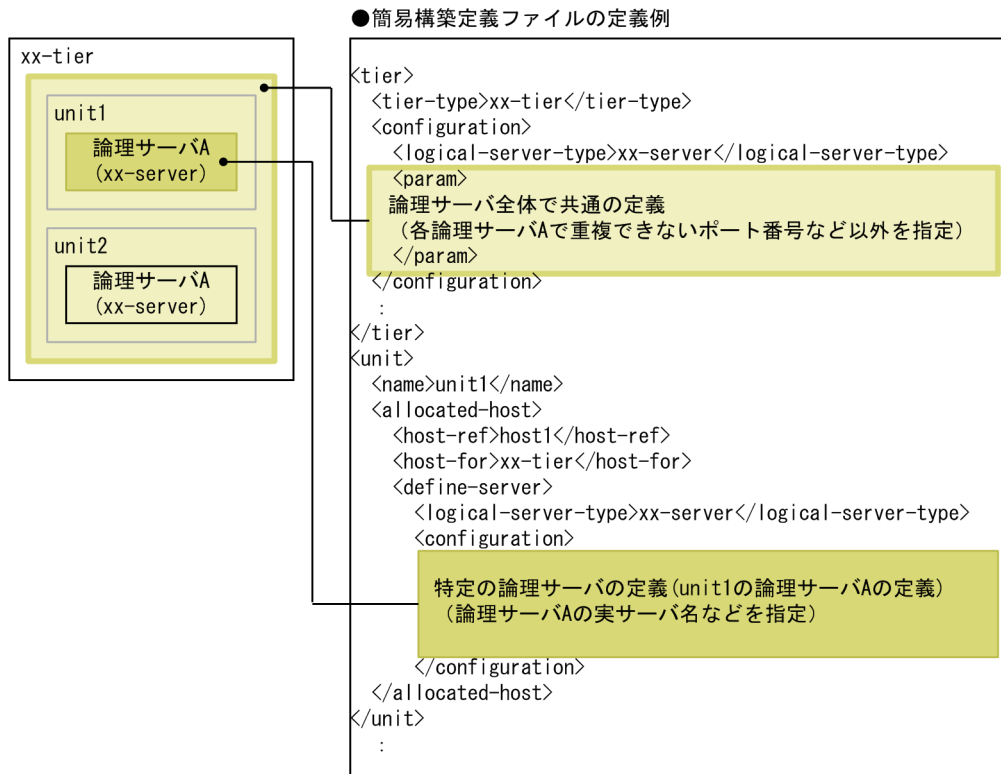 ●簡易構築定義ファイルの定義例
xx-tier
unit1
論理サーバA
(xx-server)
unit2
論理サーバA
(xx-server)
<tier>
<tier-type>xx-tier</tier-type>
<configuration>
<logical-server-type>xx-server</logical-server-type>
<param>
論理サーバ全体で共通の定義
(各論理サーバAで重複できないポート番号など以外を指定)
</param>
</configuration>
:
</tier>
<unit>
<name>unit1</name>
<allocated-host>
<host-ref>host1</host-ref>
<host-for>xx-tier</host-for>
<define-server>
<logical-server-type>xx-server</logical-server-type>
<configuration>
特定の論理サーバの定義(unit1の論理サーバAの定義)
(論理サーバAの実サーバ名などを指定)
</configuration>
</allocated-host>
</unit>
: